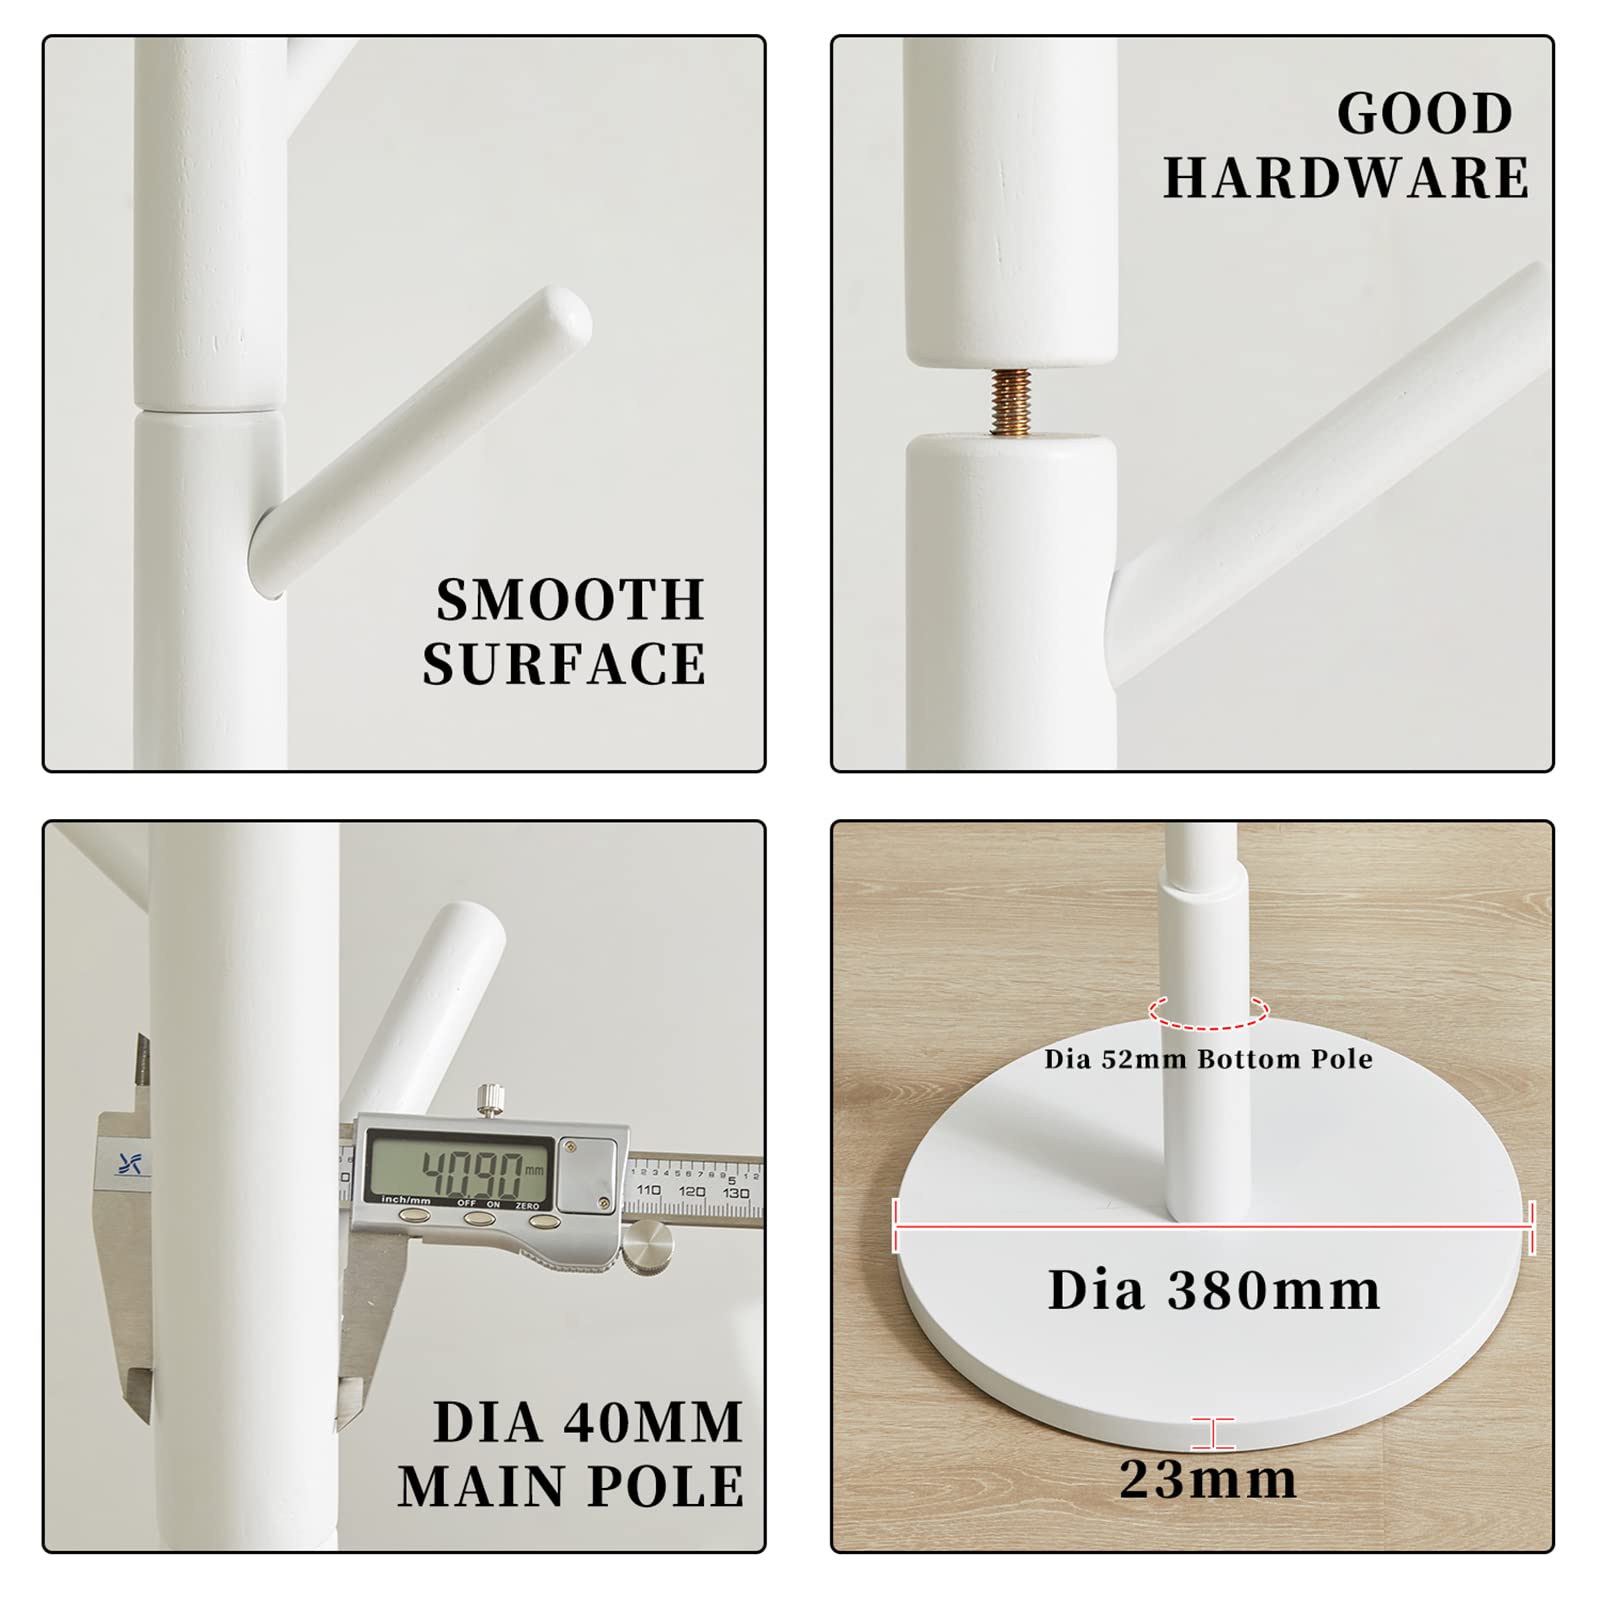 SMOOTH
SURFACE
GOOD
HARDWARE
40.90 mm
inch/mm OFF ON ZERO
110 120 130
5
DIA 40MM
MAIN POLE
Dia 52mm Bottom Pole
Dia 380mm
23mm